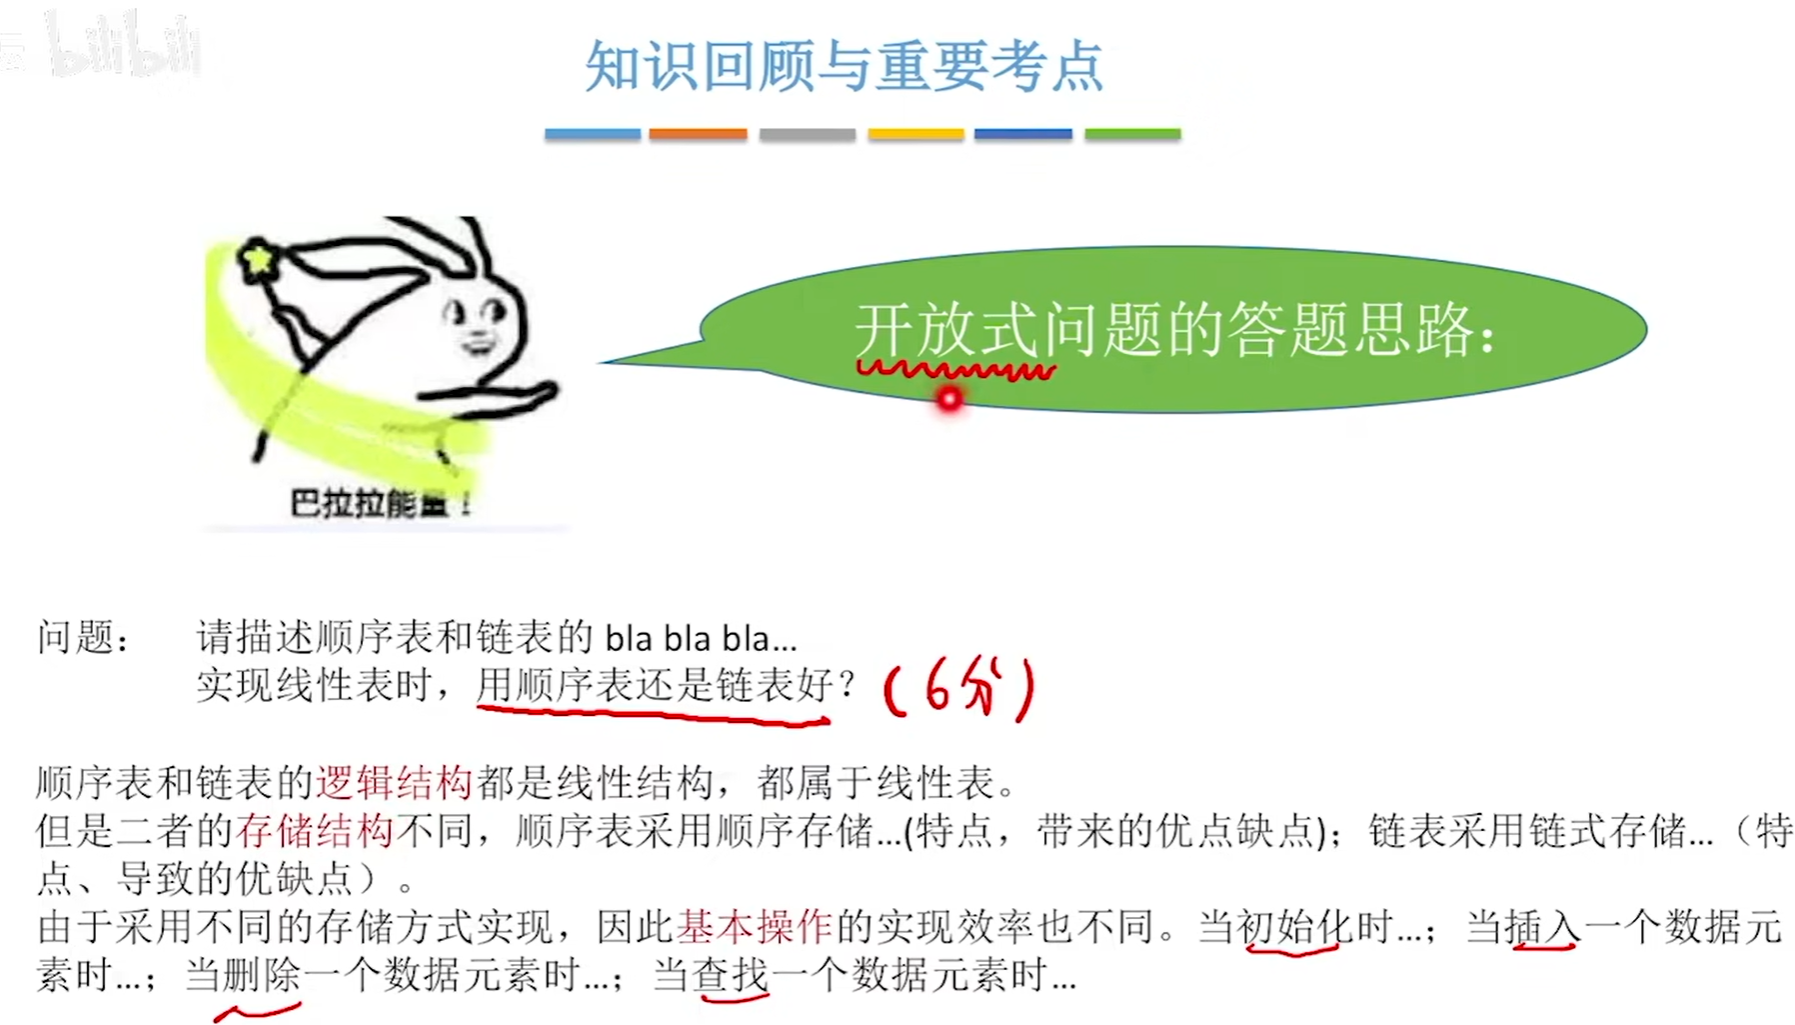 bilibili
知识回顾与重要考点
开放式问题的答题思路：
巴拉拉能量！
问题： 请描述顺序表和链表的 bla bla bla...
实现线性表时，用顺序表还是链表好？（6分）
顺序表和链表的逻辑结构都是线性结构，都属于线性表。
但是二者的存储结构不同，顺序表采用顺序存储...(特点，带来的优点缺点)；链表采用链式存储...（特
点、导致的优缺点）。
由于采用不同的存储方式实现，因此基本操作的实现效率也不同。当初始化时...；当插入一个数据元
素时...；当删除一个数据元素时...；当查找一个数据元素时...